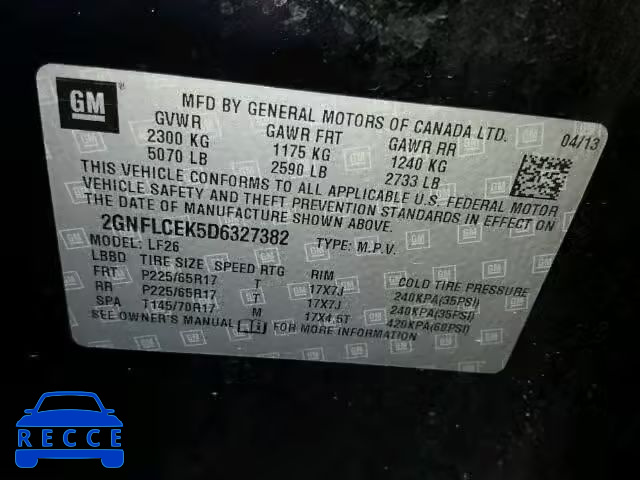 GM
MFD BY GENERAL MOTORS OF CANADA LTD.
GVWR GAWR FRT GAWR RR 04/13
2300 KG 1175 KG 1240 KG
5070 LB 2590 LB 2733 LB
THIS VEHICLE CONFORMS TO ALL APPLICABLE U.S. FEDERAL MOTOR
VEHICLE SAFETY AND THEFT PREVENTION STANDARDS IN EFFECT ON
THE DATE OF MANUFACTURE SHOWN ABOVE.
2GNFLCEK5D6327382 TYPE: M.P.V.
MODEL: LF26
LBBD TIRE SIZE SPEED RTG RIM COLD TIRE PRESSURE
FRT P225/65R17 T 17X7J 240KPA(35PSI)
RR P225/65R17 T 17X7J 240KPA(35PSI)
SPA T145/70R17 M 17X4.5T 420KPA(60PSI)
SEE OWNER'S MANUAL FOR MORE INFORMATION
DATE PECCE